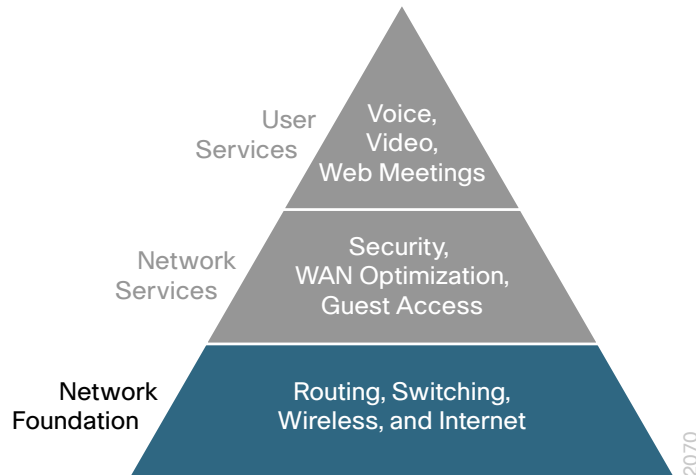 User
Services
Voice,
Video,
Web Meetings
Network
Services
Security,
WAN Optimization,
Guest Access
Network
Foundation
Routing, Switching,
Wireless, and Internet
2070